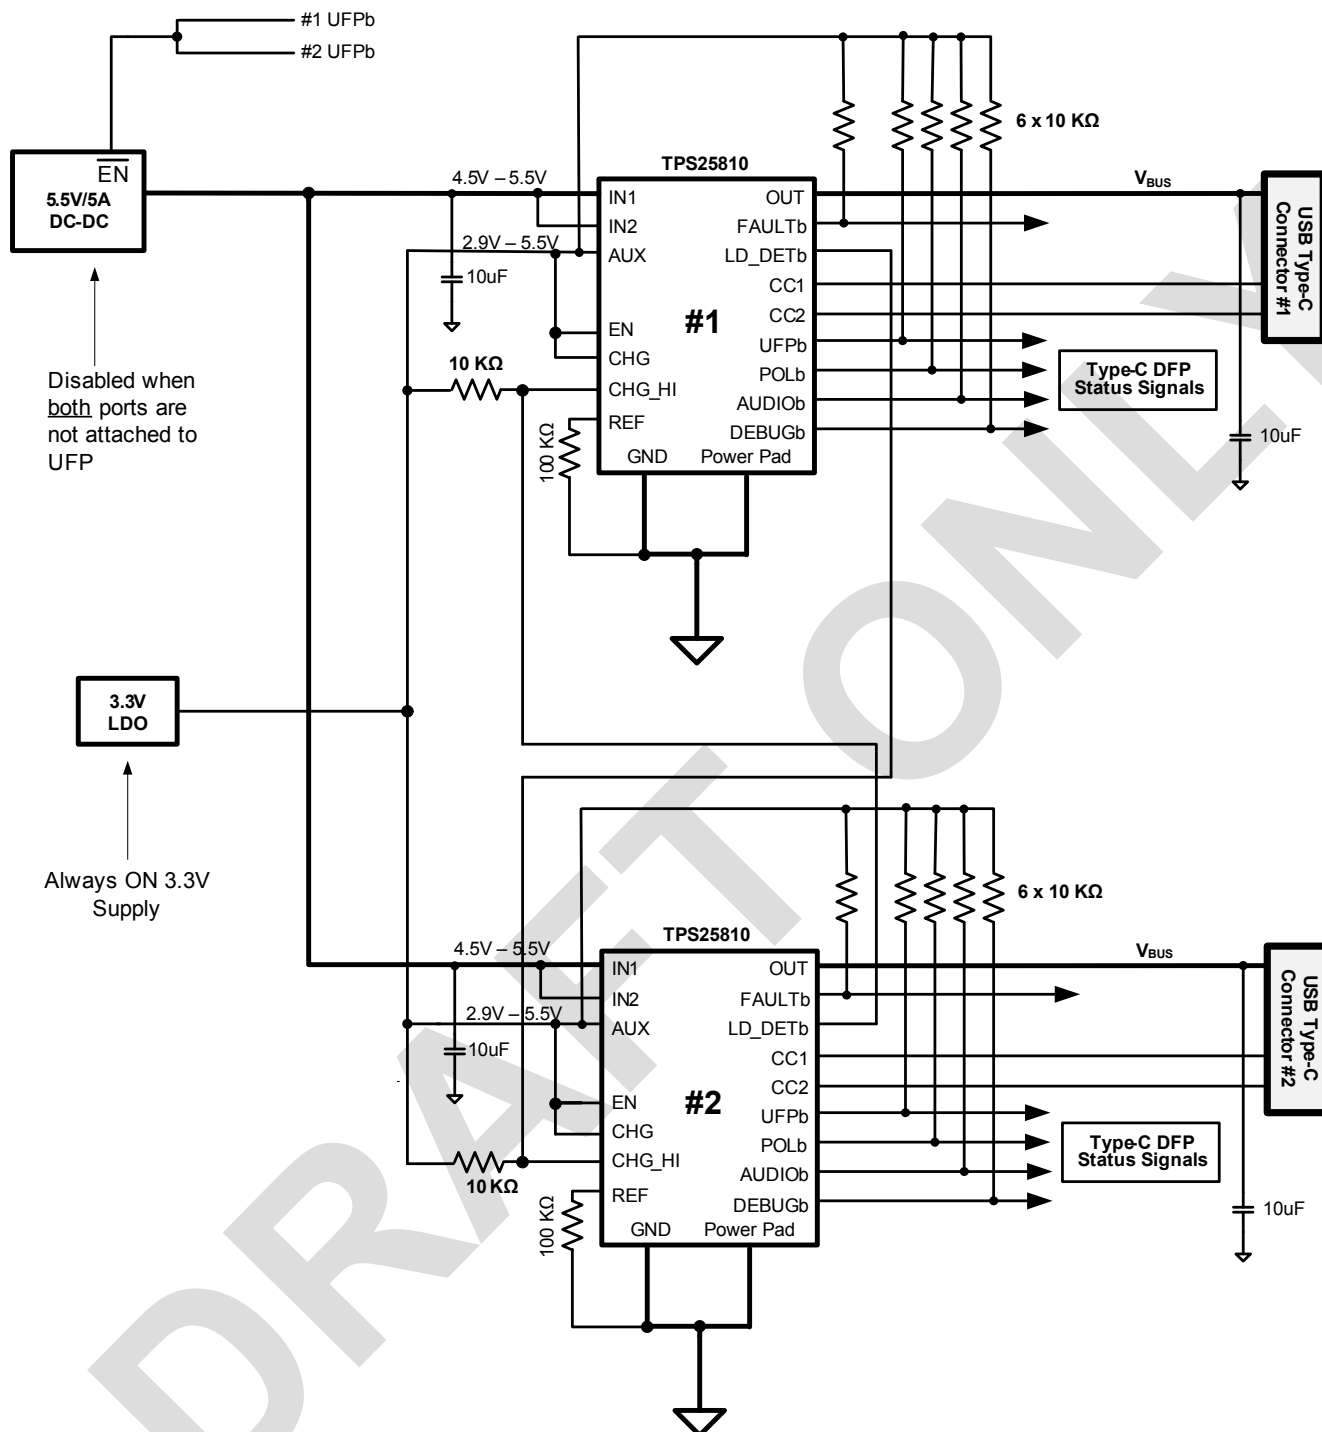 #1 UFPb
#2 UFPb
EN
5.5V/5A
DC-DC
Disabled when
both ports are
not attached to
UFP
3.3V
LDO
Always ON 3.3V
Supply
6 x 10 KΩ
TPS25810
4.5V – 5.5V
2.9V – 5.5V
10uF
10 KΩ
100 KΩ
IN1
IN2
AUX
EN
CHG
CHG_HI
REF
GND
Power Pad
#1
OUT
FAULTb
LD_DETb
CC1
CC2
UFPb
POLb
AUDIOb
DEBUGb
VBUS
USB Type-C
Connector #1
Type-C DFP
Status Signals
10uF
6 x 10 KΩ
TPS25810
4.5V – 5.5V
2.9V – 5.5V
10uF
10 KΩ
100 KΩ
IN1
IN2
AUX
EN
CHG
CHG_HI
REF
GND
Power Pad
#2
OUT
FAULTb
LD_DETb
CC1
CC2
UFPb
POLb
AUDIOb
DEBUGb
VBUS
USB Type-C
Connector #2
Type-C DFP
Status Signals
10uF
DRAFT ONLY